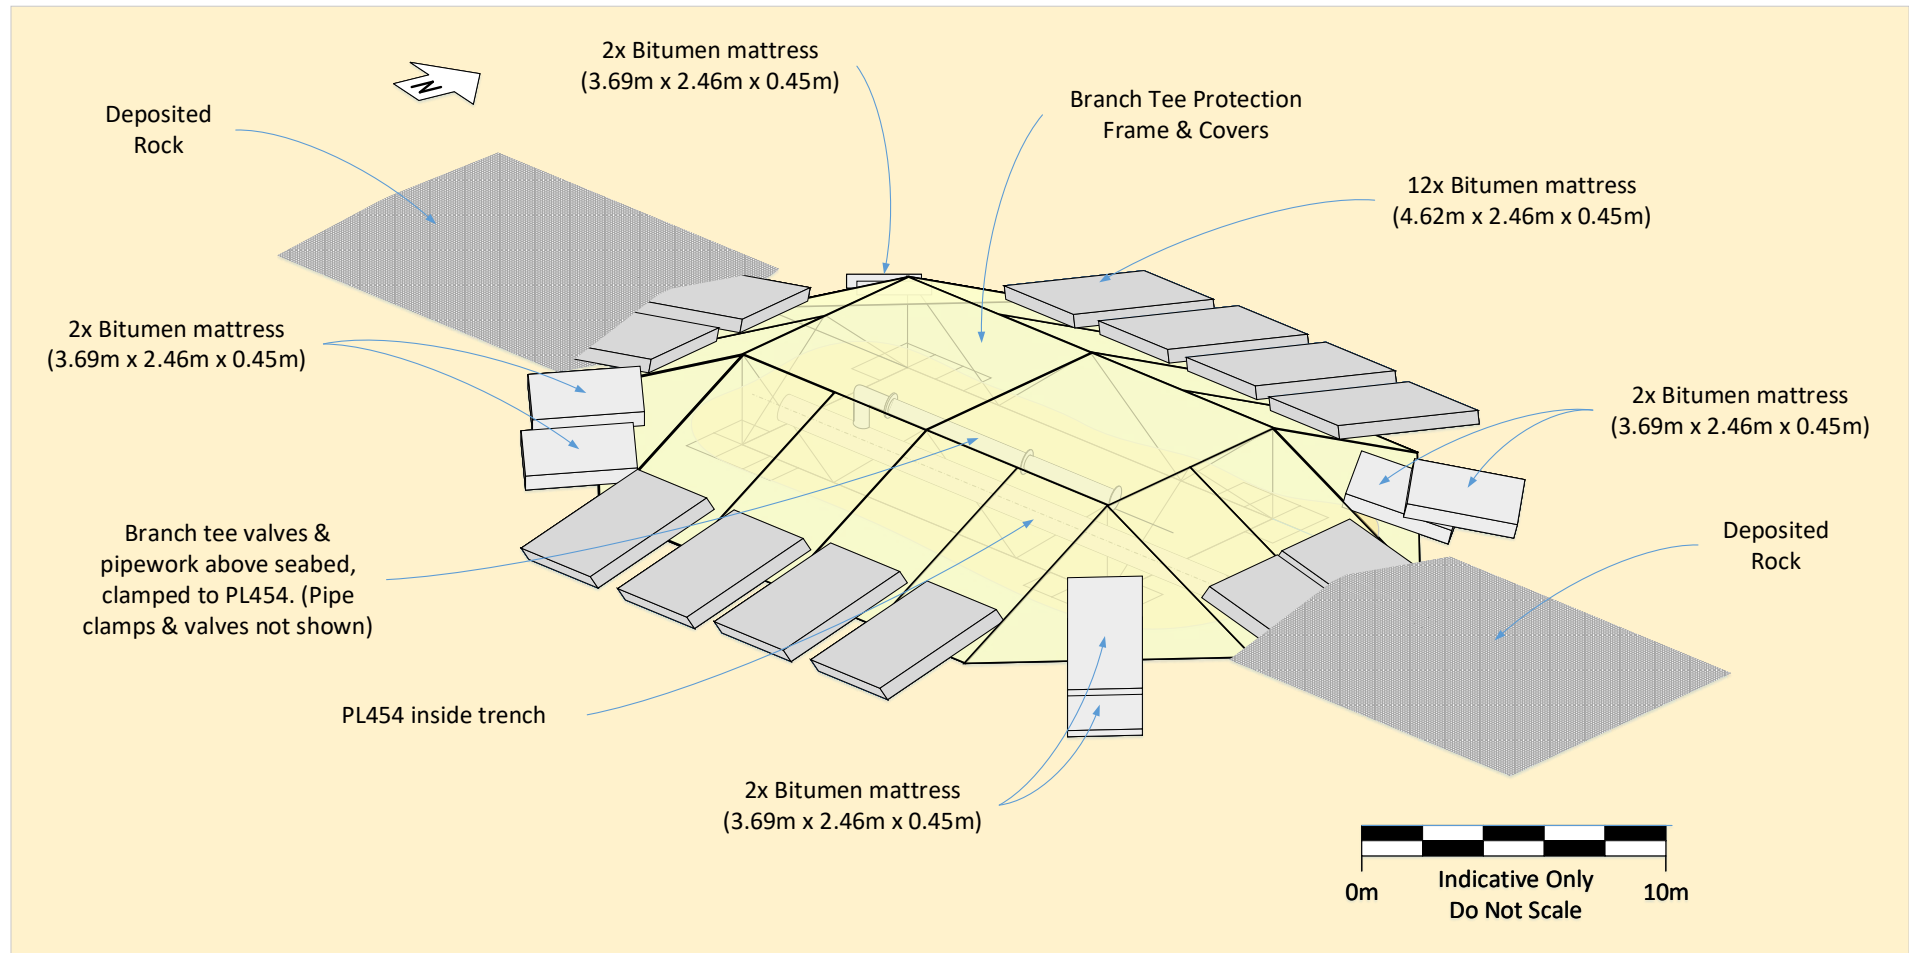 2x Bitumen mattress
(3.69m x 2.46m x 0.45m)
N
Deposited
Rock
Branch Tee Protection
Frame & Covers
12x Bitumen mattress
(4.62m x 2.46m x 0.45m)
2x Bitumen mattress
(3.69m x 2.46m x 0.45m)
2x Bitumen mattress
(3.69m x 2.46m x 0.45m)
Branch tee valves &
pipework above seabed,
clamped to PL454. (Pipe
clamps & valves not shown)
Deposited
Rock
PL454 inside trench
2x Bitumen mattress
(3.69m x 2.46m x 0.45m)
0m
Indicative Only
Do Not Scale
10m